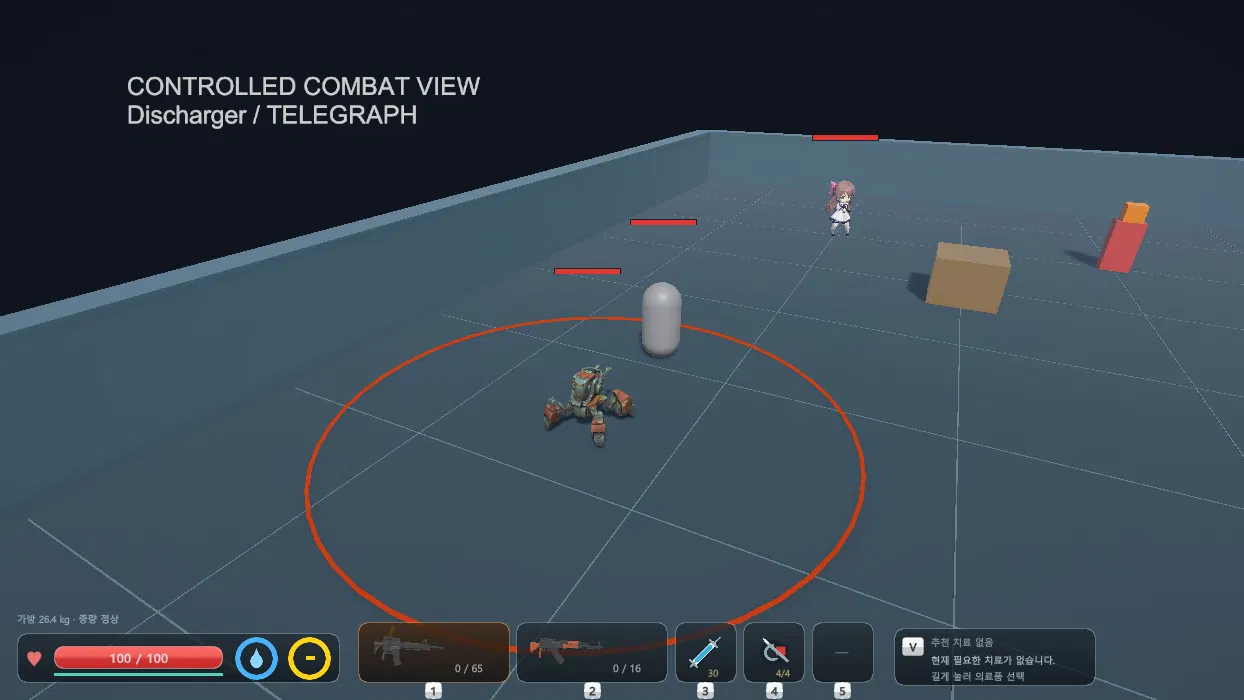 CONTROLLED COMBAT VIEW
Discharger / TELEGRAPH
가방 26.4 kg · 중량 정상
100 / 100
0 / 65
0 / 16
30
4/4
1
2
3
4
5
V
추천 치료 없음
현재 필요한 치료가 없습니다.
길게 눌러 의료품 선택